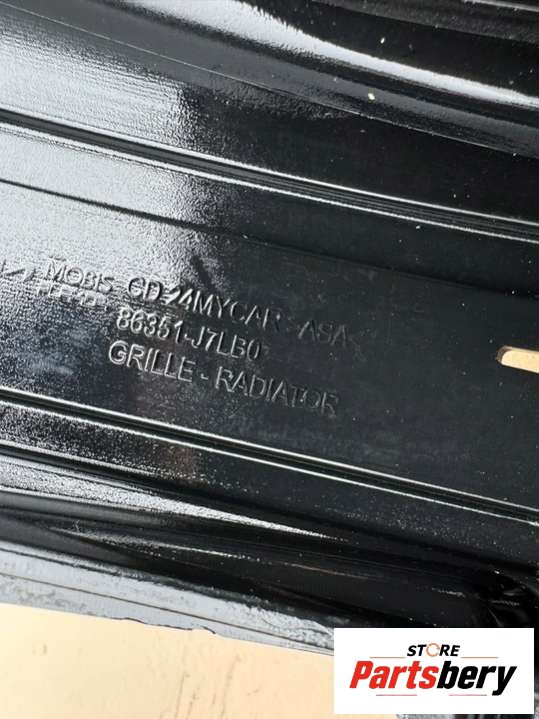 MOBIS CD-24MYCAR >ASA<
86351-J7LB0
GRILLE - RADIATOR
STORE
Partsbery